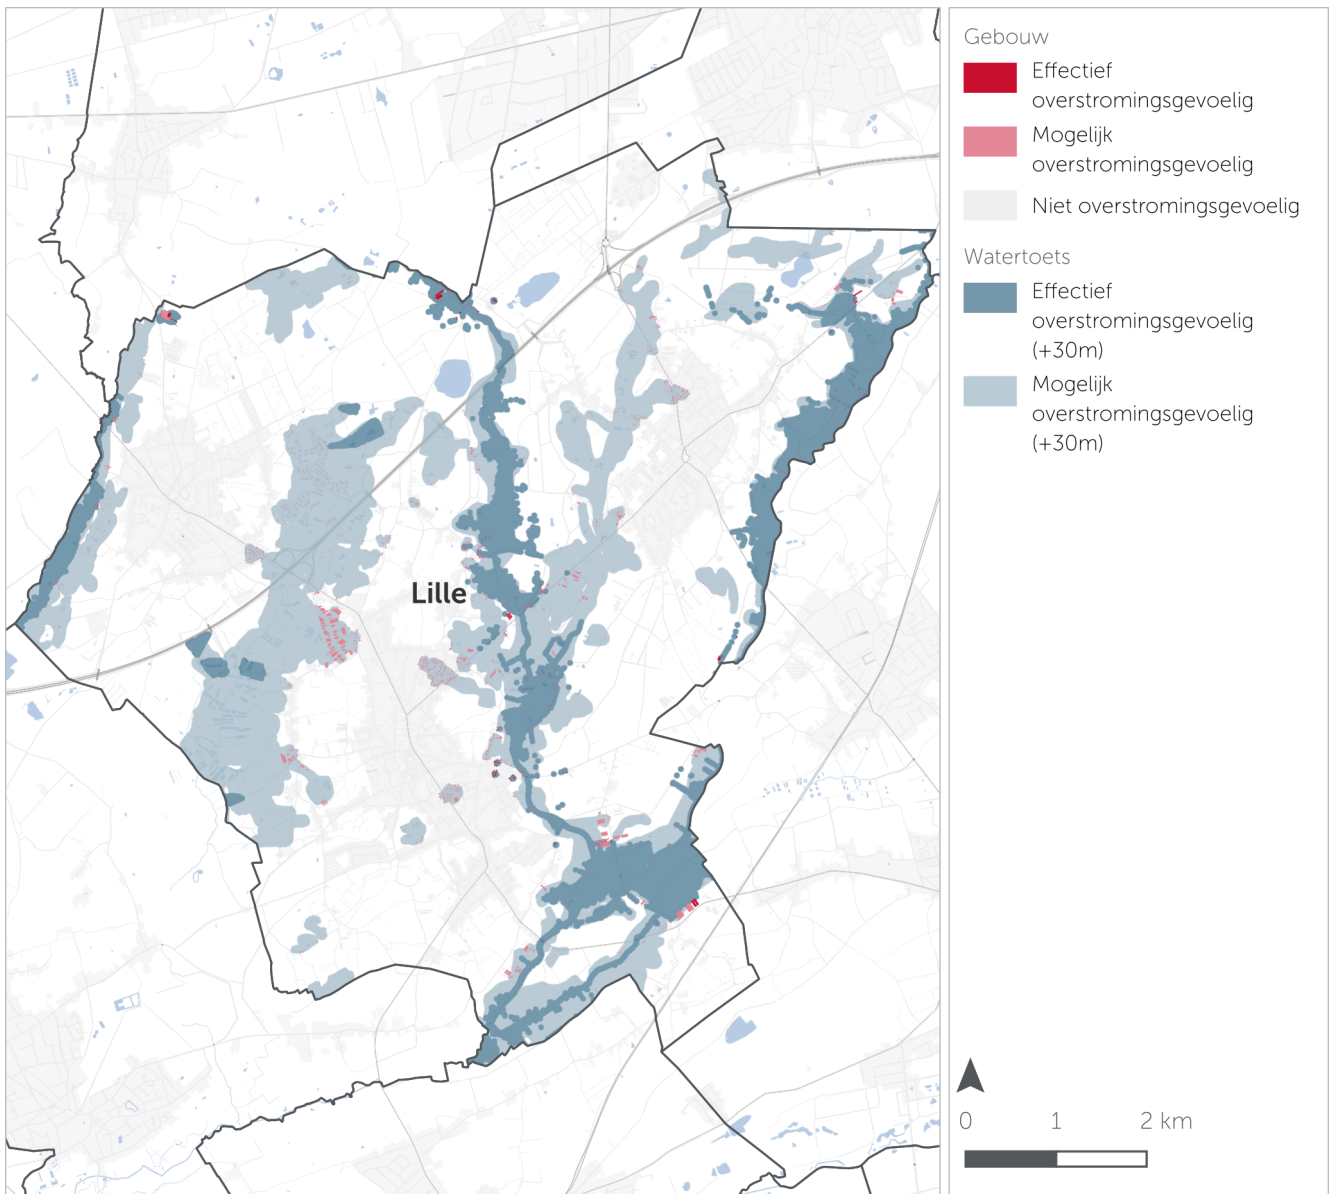 Lille
Gebouw
Effectief
overstromingsgevoelig
Mogelijk
overstromingsgevoelig
Niet overstromingsgevoelig
Watertoets
Effectief
overstromingsgevoelig
(+30m)
Mogelijk
overstromingsgevoelig
(+30m)
0 1 2 km